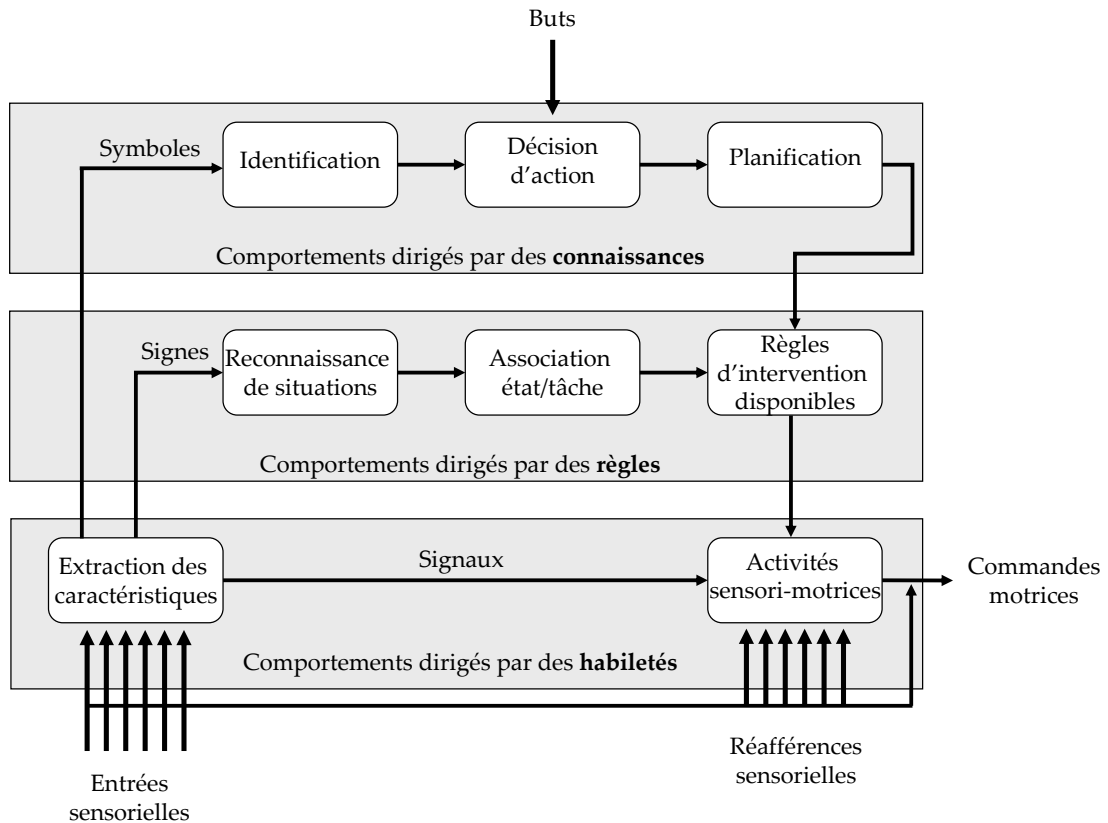 Buts
Symboles
Identification
Décision
d'action
Planification
Comportements dirigés par des connaissances
Signes
Reconnaissance
de situations
Association
état/tâche
Règles
d'intervention
disponibles
Comportements dirigés par des règles
Extraction des
caractéristiques
Signaux
Activités
sensori-motrices
Commandes
motrices
Comportements dirigés par des habiletés
Entrées
sensorielles
Réafférences
sensorielles